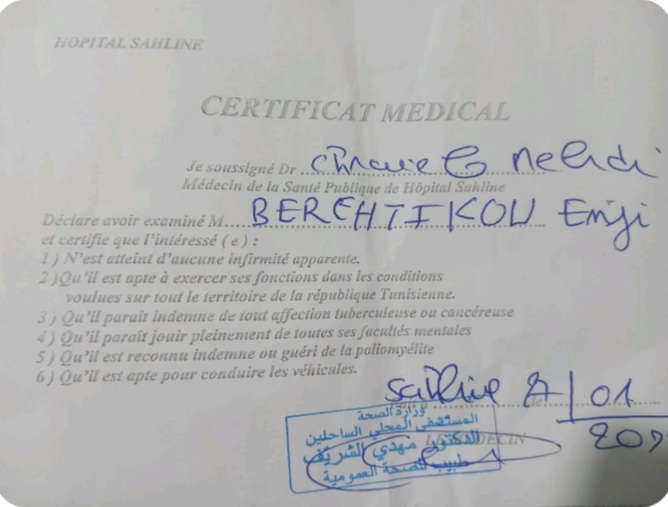 HOPITAL SAHLINE
CERTIFICAT MEDICAL
Je soussigné Dr
Médecin de la Santé Publique de Hôpital Sahline
Déclare avoir examiné M. BERECHTIKOU Emji
et certifie que l'intéressé ( e ) :
1 ) N'est atteint d'aucune infirmité apparente.
2 )Qu'il est apte à exercer ses fonctions dans les conditions
voulues sur tout le territoire de la république Tunisienne.
3 ) Qu'il paraît indemne de tout affection tuberculeuse ou cancéreuse
4 ) Qu'il paraît jouir pleinement de toutes ses facultés mentales
5 ) Qu'il est reconnu indemne ou guéri de la poliomyélite
6 ) Qu'il est apte pour conduire les véhicules.
Sahline le 01
LE MEDECIN
وزارة الصحة
المستشفى المحلي الساحلين
الدكتور مهدي الشريف
طبيب الصحة العمومية